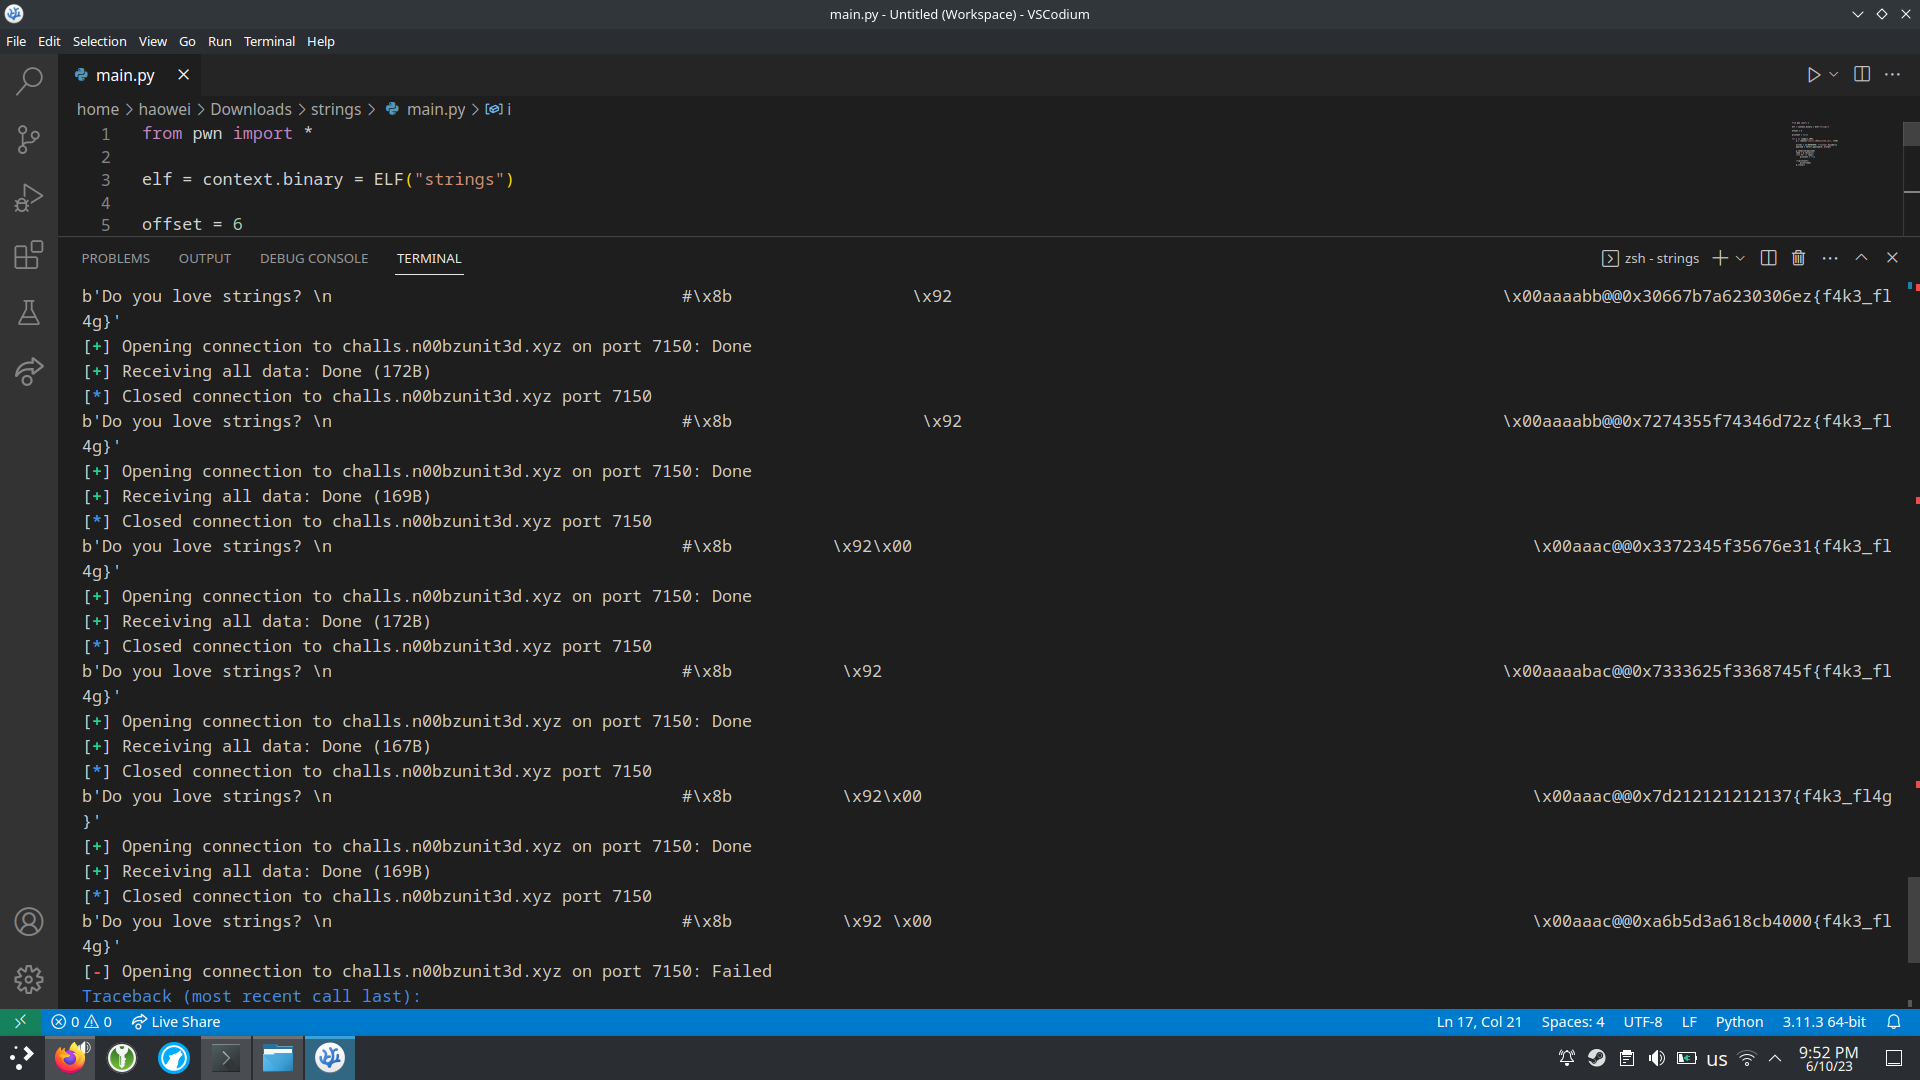 main.py - Untitled (Workspace) - VSCodium
File Edit Selection View Go Run Terminal Help
main.py
home > haowei > Downloads > strings > main.py > i
1 from pwn import *
2
3 elf = context.binary = ELF("strings")
4
5 offset = 6
PROBLEMS OUTPUT DEBUG CONSOLE TERMINAL
zsh - strings
b'Do you love strings? \n #\x8b \x92 \x00aaaabb@@0x30667b7a6230306ez{f4k3_fl
4g}'
[+] Opening connection to challs.n00bzunit3d.xyz on port 7150: Done
[+] Receiving all data: Done (172B)
[*] Closed connection to challs.n00bzunit3d.xyz port 7150
b'Do you love strings? \n #\x8b \x92 \x00aaaabb@@0x7274355f74346d72z{f4k3_fl
4g}'
[+] Opening connection to challs.n00bzunit3d.xyz on port 7150: Done
[+] Receiving all data: Done (169B)
[*] Closed connection to challs.n00bzunit3d.xyz port 7150
b'Do you love strings? \n #\x8b \x92\x00 \x00aaac@@0x3372345f35676e31{f4k3_fl
4g}'
[+] Opening connection to challs.n00bzunit3d.xyz on port 7150: Done
[+] Receiving all data: Done (172B)
[*] Closed connection to challs.n00bzunit3d.xyz port 7150
b'Do you love strings? \n #\x8b \x92 \x00aaaabac@@0x7333625f3368745f{f4k3_fl
4g}'
[+] Opening connection to challs.n00bzunit3d.xyz on port 7150: Done
[+] Receiving all data: Done (167B)
[*] Closed connection to challs.n00bzunit3d.xyz port 7150
b'Do you love strings? \n #\x8b \x92\x00 \x00aaac@@0x7d212121212137{f4k3_fl4g
}'
[+] Opening connection to challs.n00bzunit3d.xyz on port 7150: Done
[+] Receiving all data: Done (169B)
[*] Closed connection to challs.n00bzunit3d.xyz port 7150
b'Do you love strings? \n #\x8b \x92 \x00 \x00aaac@@0xa6b5d3a618cb4000{f4k3_fl
4g}'
[-] Opening connection to challs.n00bzunit3d.xyz on port 7150: Failed
Traceback (most recent call last):
0 0 Live Share Ln 17, Col 21 Spaces: 4 UTF-8 LF Python 3.11.3 64-bit
us 9:52 PM
6/10/23